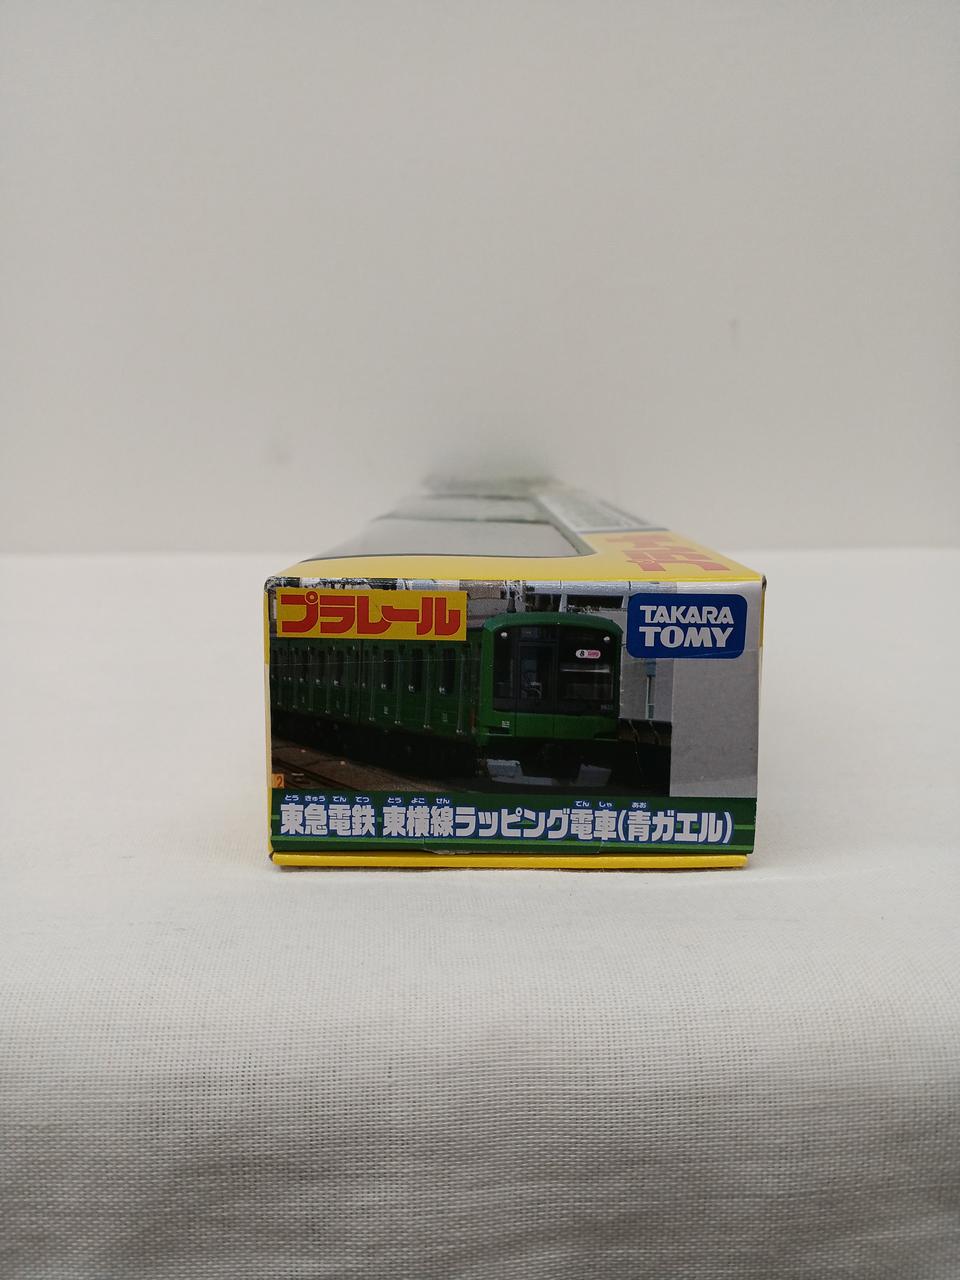 プラレール
TAKARA
TOMY
とう きゅう でん てつ とう よこ せん でん しゃ あお
東急電鉄 東横線ラッピング電車(青ガエル)